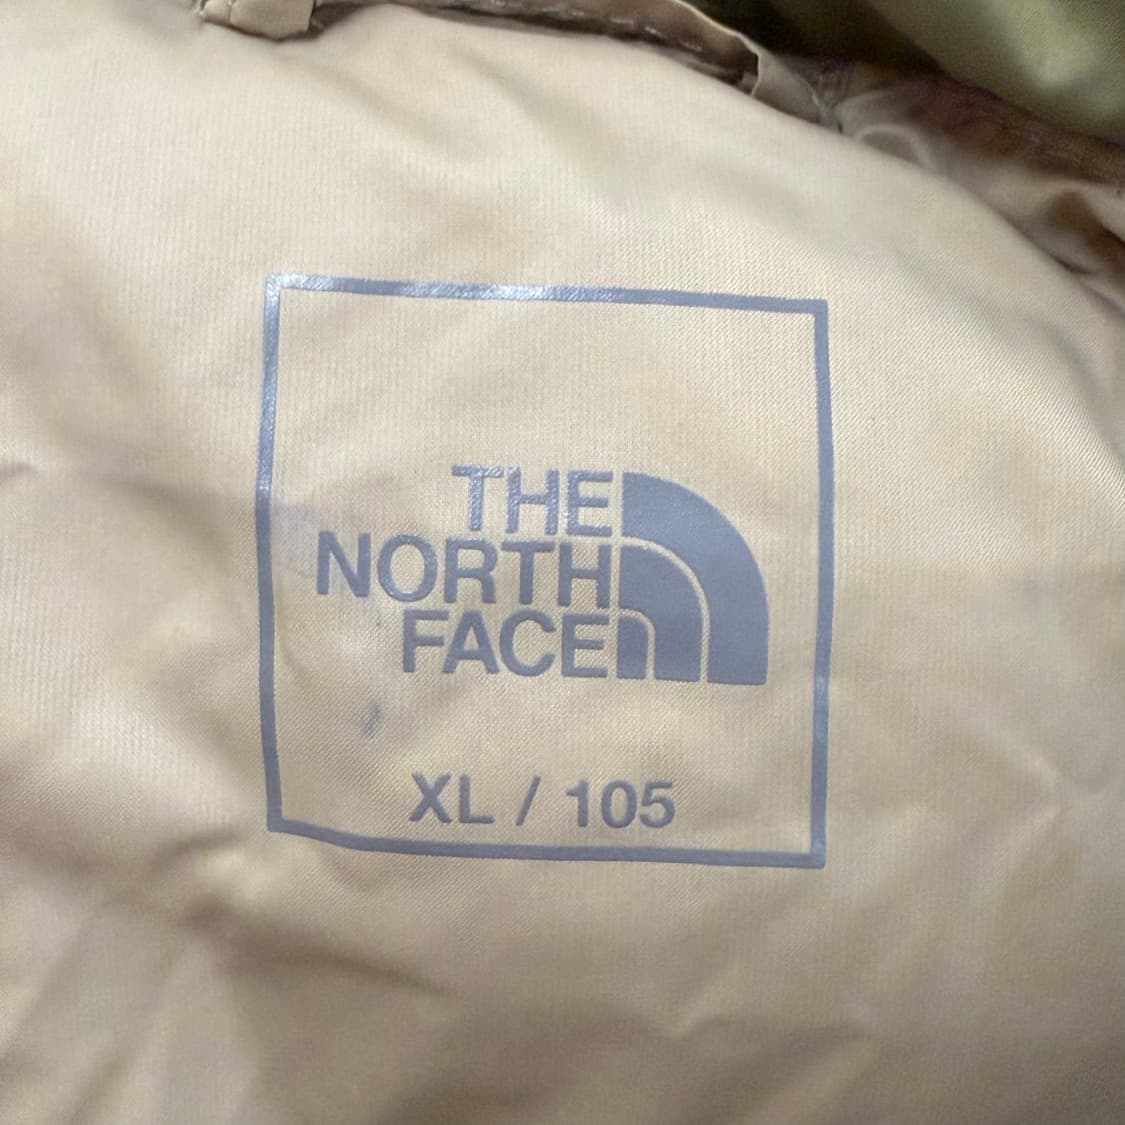 THE
NORTH
FACE
XL / 105